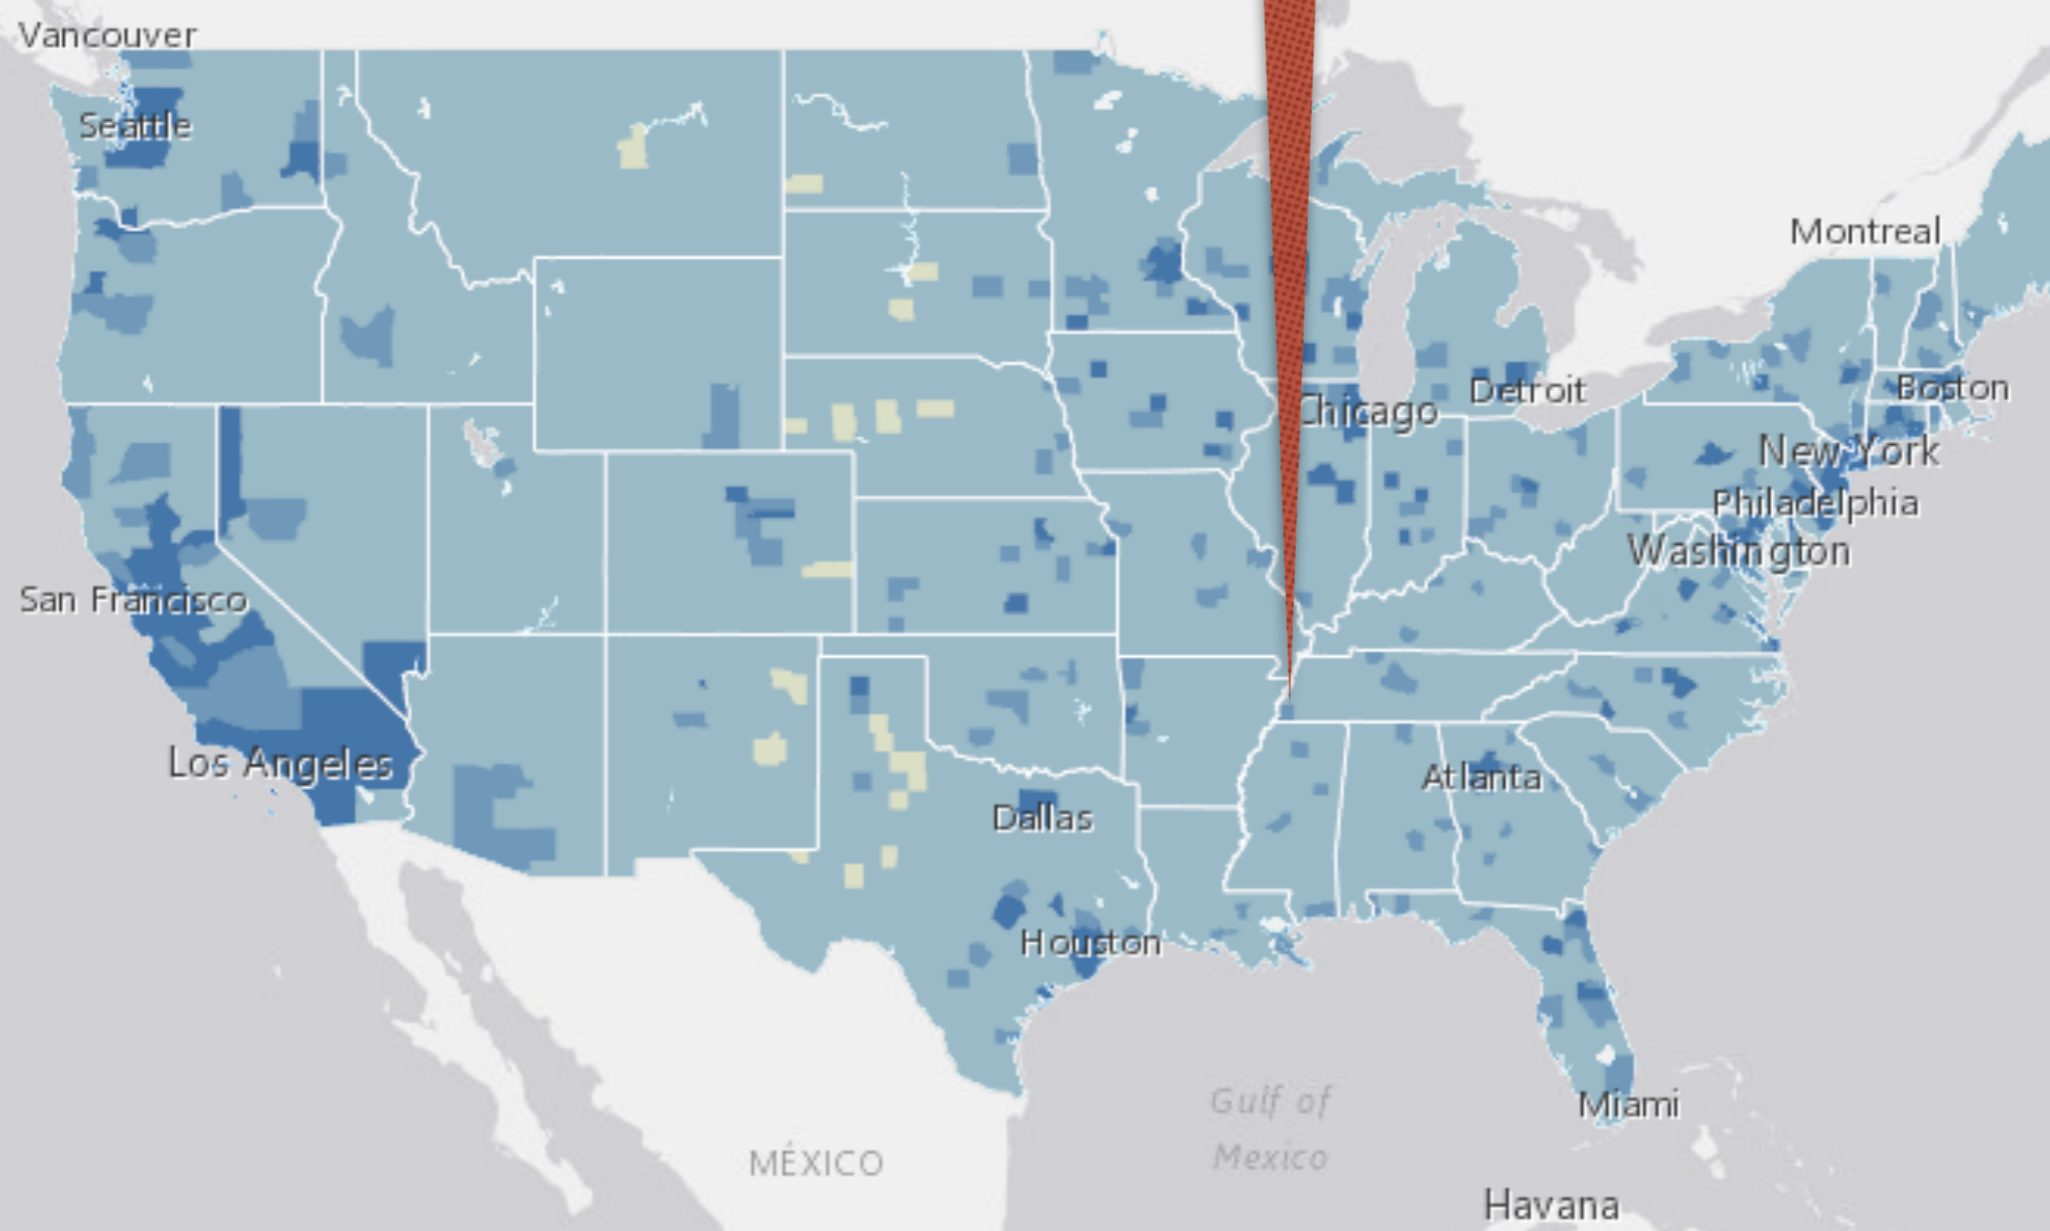 Vancouver
Seattle
Montreal
Boston
Detroit
Chicago
New York
Philadelphia
Washington
San Francisco
Los Angeles
Atlanta
Dallas
Houston
Gulf of
Mexico
Miami
MÉXICO
Havana